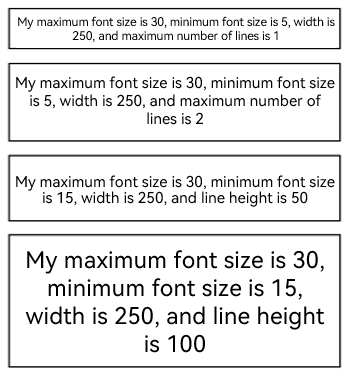 My maximum font size is 30, minimum font size is 5, width is
250, and maximum number of lines is 1
My maximum font size is 30, minimum font size
is 5, width is 250, and maximum number of
lines is 2
My maximum font size is 30, minimum font size
is 15, width is 250, and line height is 50
My maximum font size is 30,
minimum font size is 15,
width is 250, and line height
is 100